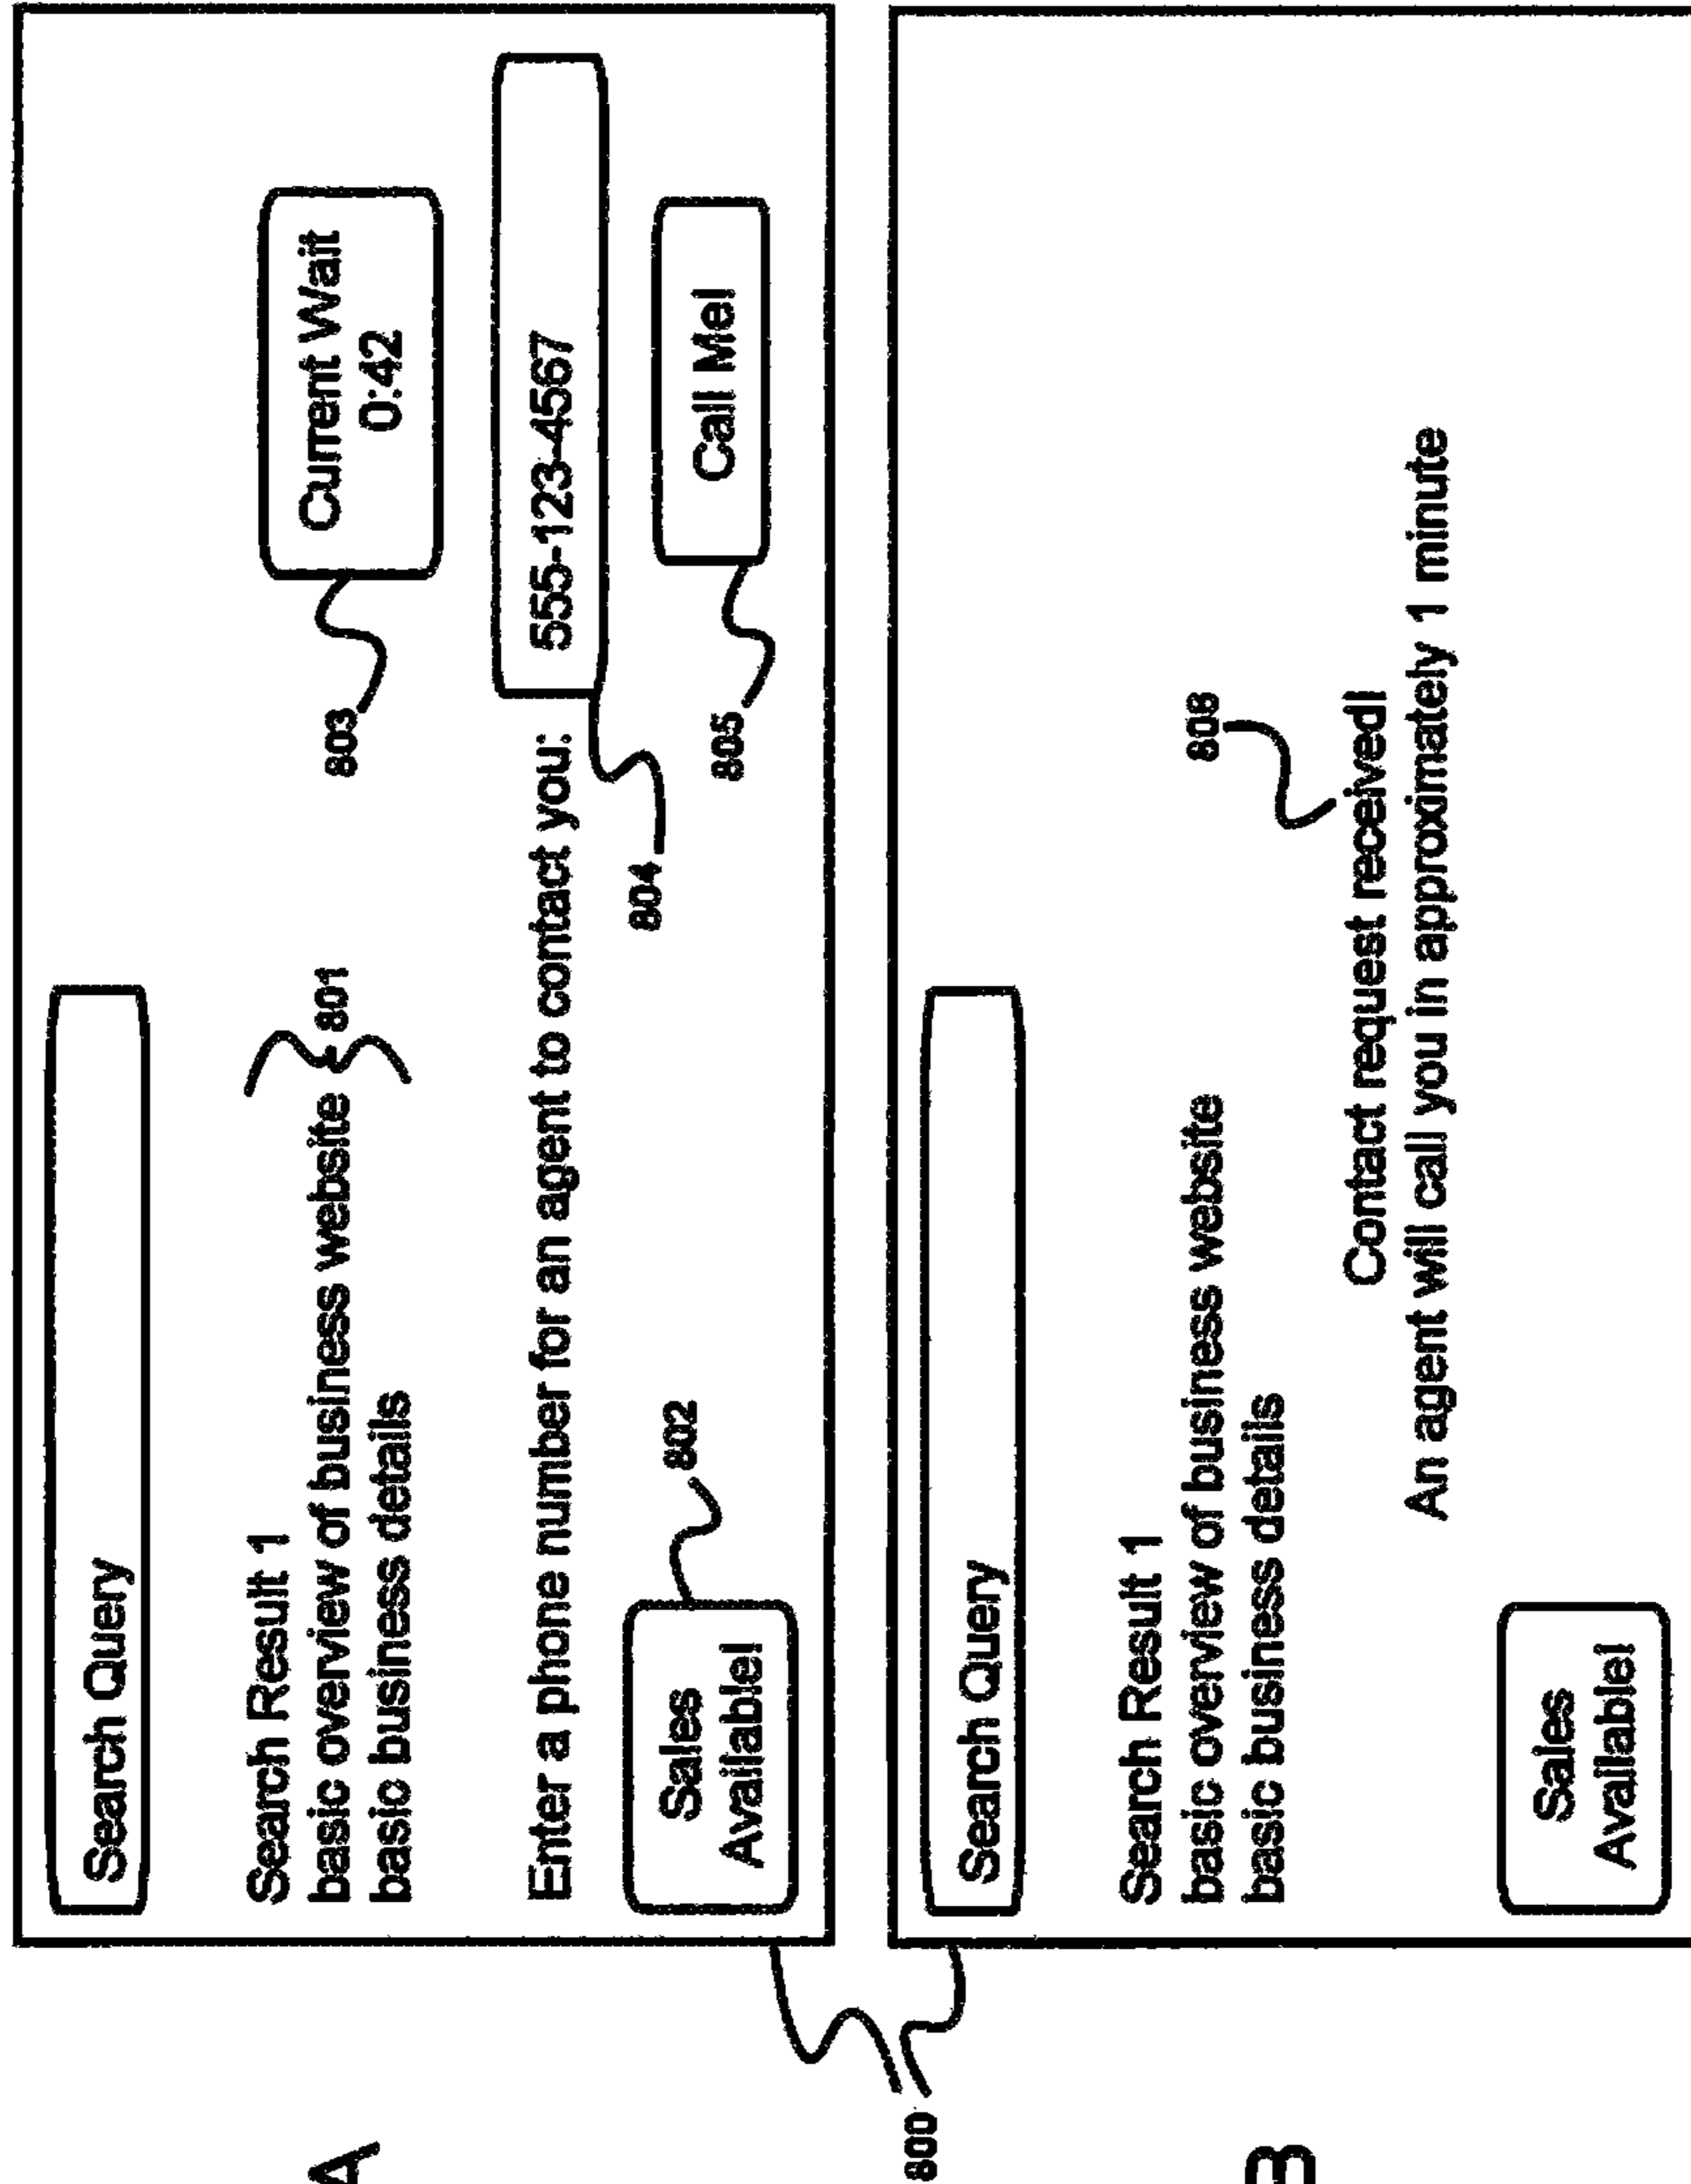 A
Search Query
Search Result 1
basic overview of business website
basic business details
801
Current Wait
0:42
803
Enter a phone number for an agent to contact you:
555-123-4567
804
Sales
Available!
802
Call Me!
805
800
B
Search Query
Search Result 1
basic overview of business website
basic business details
806
Contact request received!
An agent will call you in approximately 1 minute
Sales
Available!